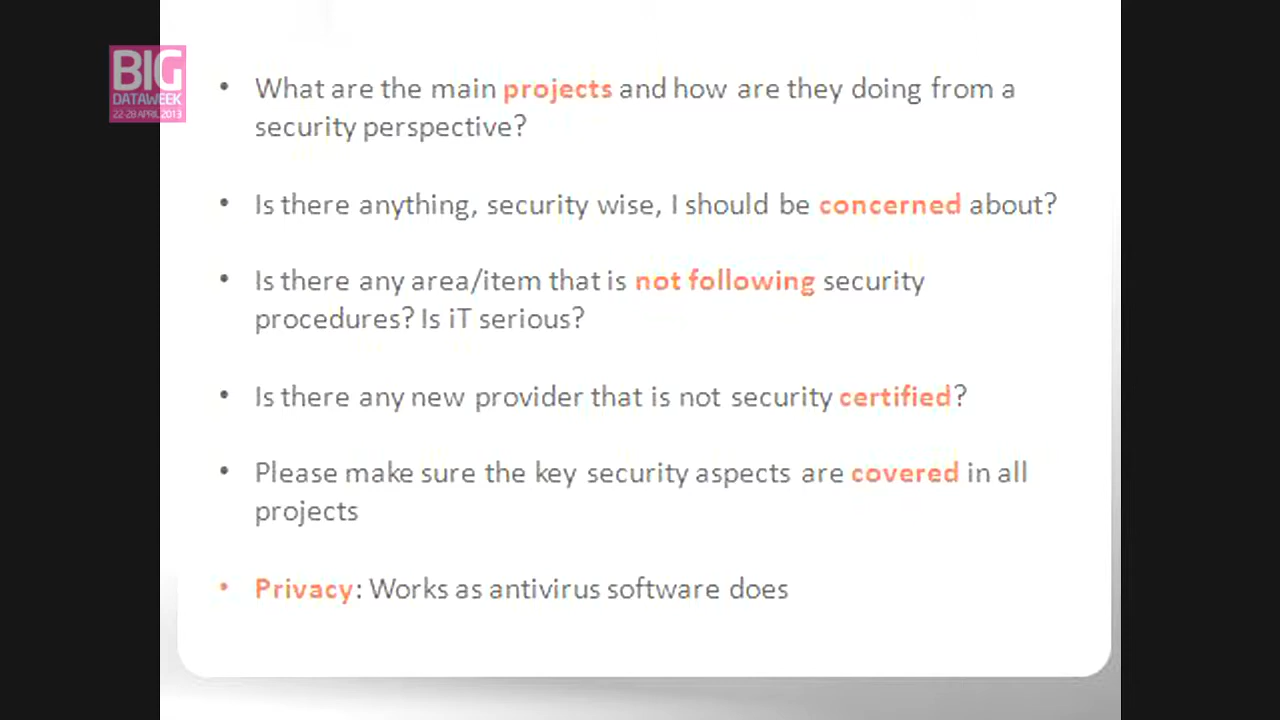 BIG
DATAWEEK
22-28 APRIL 2013
• What are the main projects and how are they doing from a
security perspective?
• Is there anything, security wise, I should be concerned about?
• Is there any area/item that is not following security
procedures? Is iT serious?
• Is there any new provider that is not security certified?
• Please make sure the key security aspects are covered in all
projects
• Privacy: Works as antivirus software does